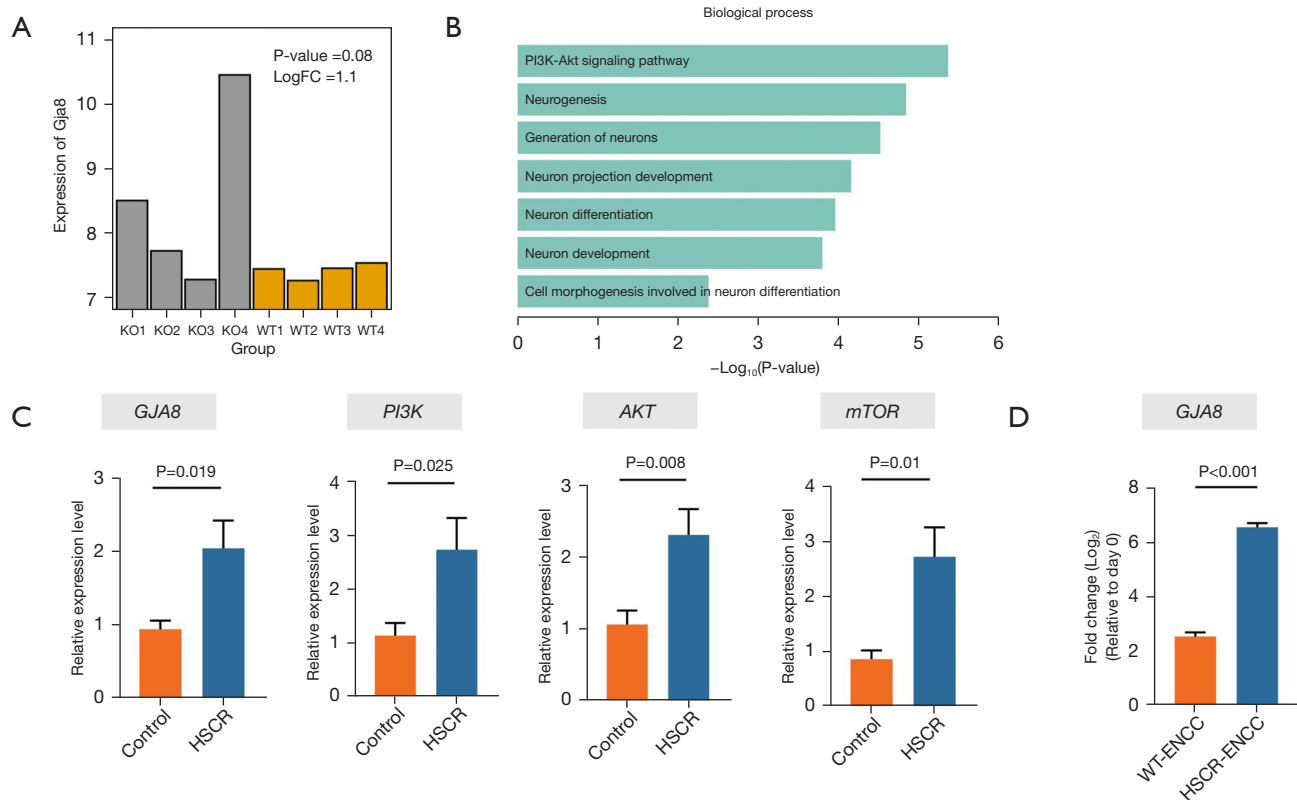 A
Expression of Gja8
11
10
9
8
7
P-value =0.08
LogFC =1.1
KO1 KO2 KO3 KO4 WT1 WT2 WT3 WT4
Group
B
Biological process
PI3K-Akt signaling pathway
Neurogenesis
Generation of neurons
Neuron projection development
Neuron differentiation
Neuron development
Cell morphogenesis involved in neuron differentiation
0 1 2 3 4 5 6
−Log₁₀(P-value)
C
GJA8
Relative expression level
P=0.019
3
2
1
0
Control HSCR
PI3K
Relative expression level
P=0.025
4
3
2
1
0
Control HSCR
AKT
Relative expression level
P=0.008
3
2
1
0
Control HSCR
mTOR
Relative expression level
P=0.01
4
3
2
1
0
Control HSCR
D
GJA8
Fold change (Log₂)
(Relative to day 0)
P<0.001
8
6
4
2
0
WT-ENCC HSCR-ENCC